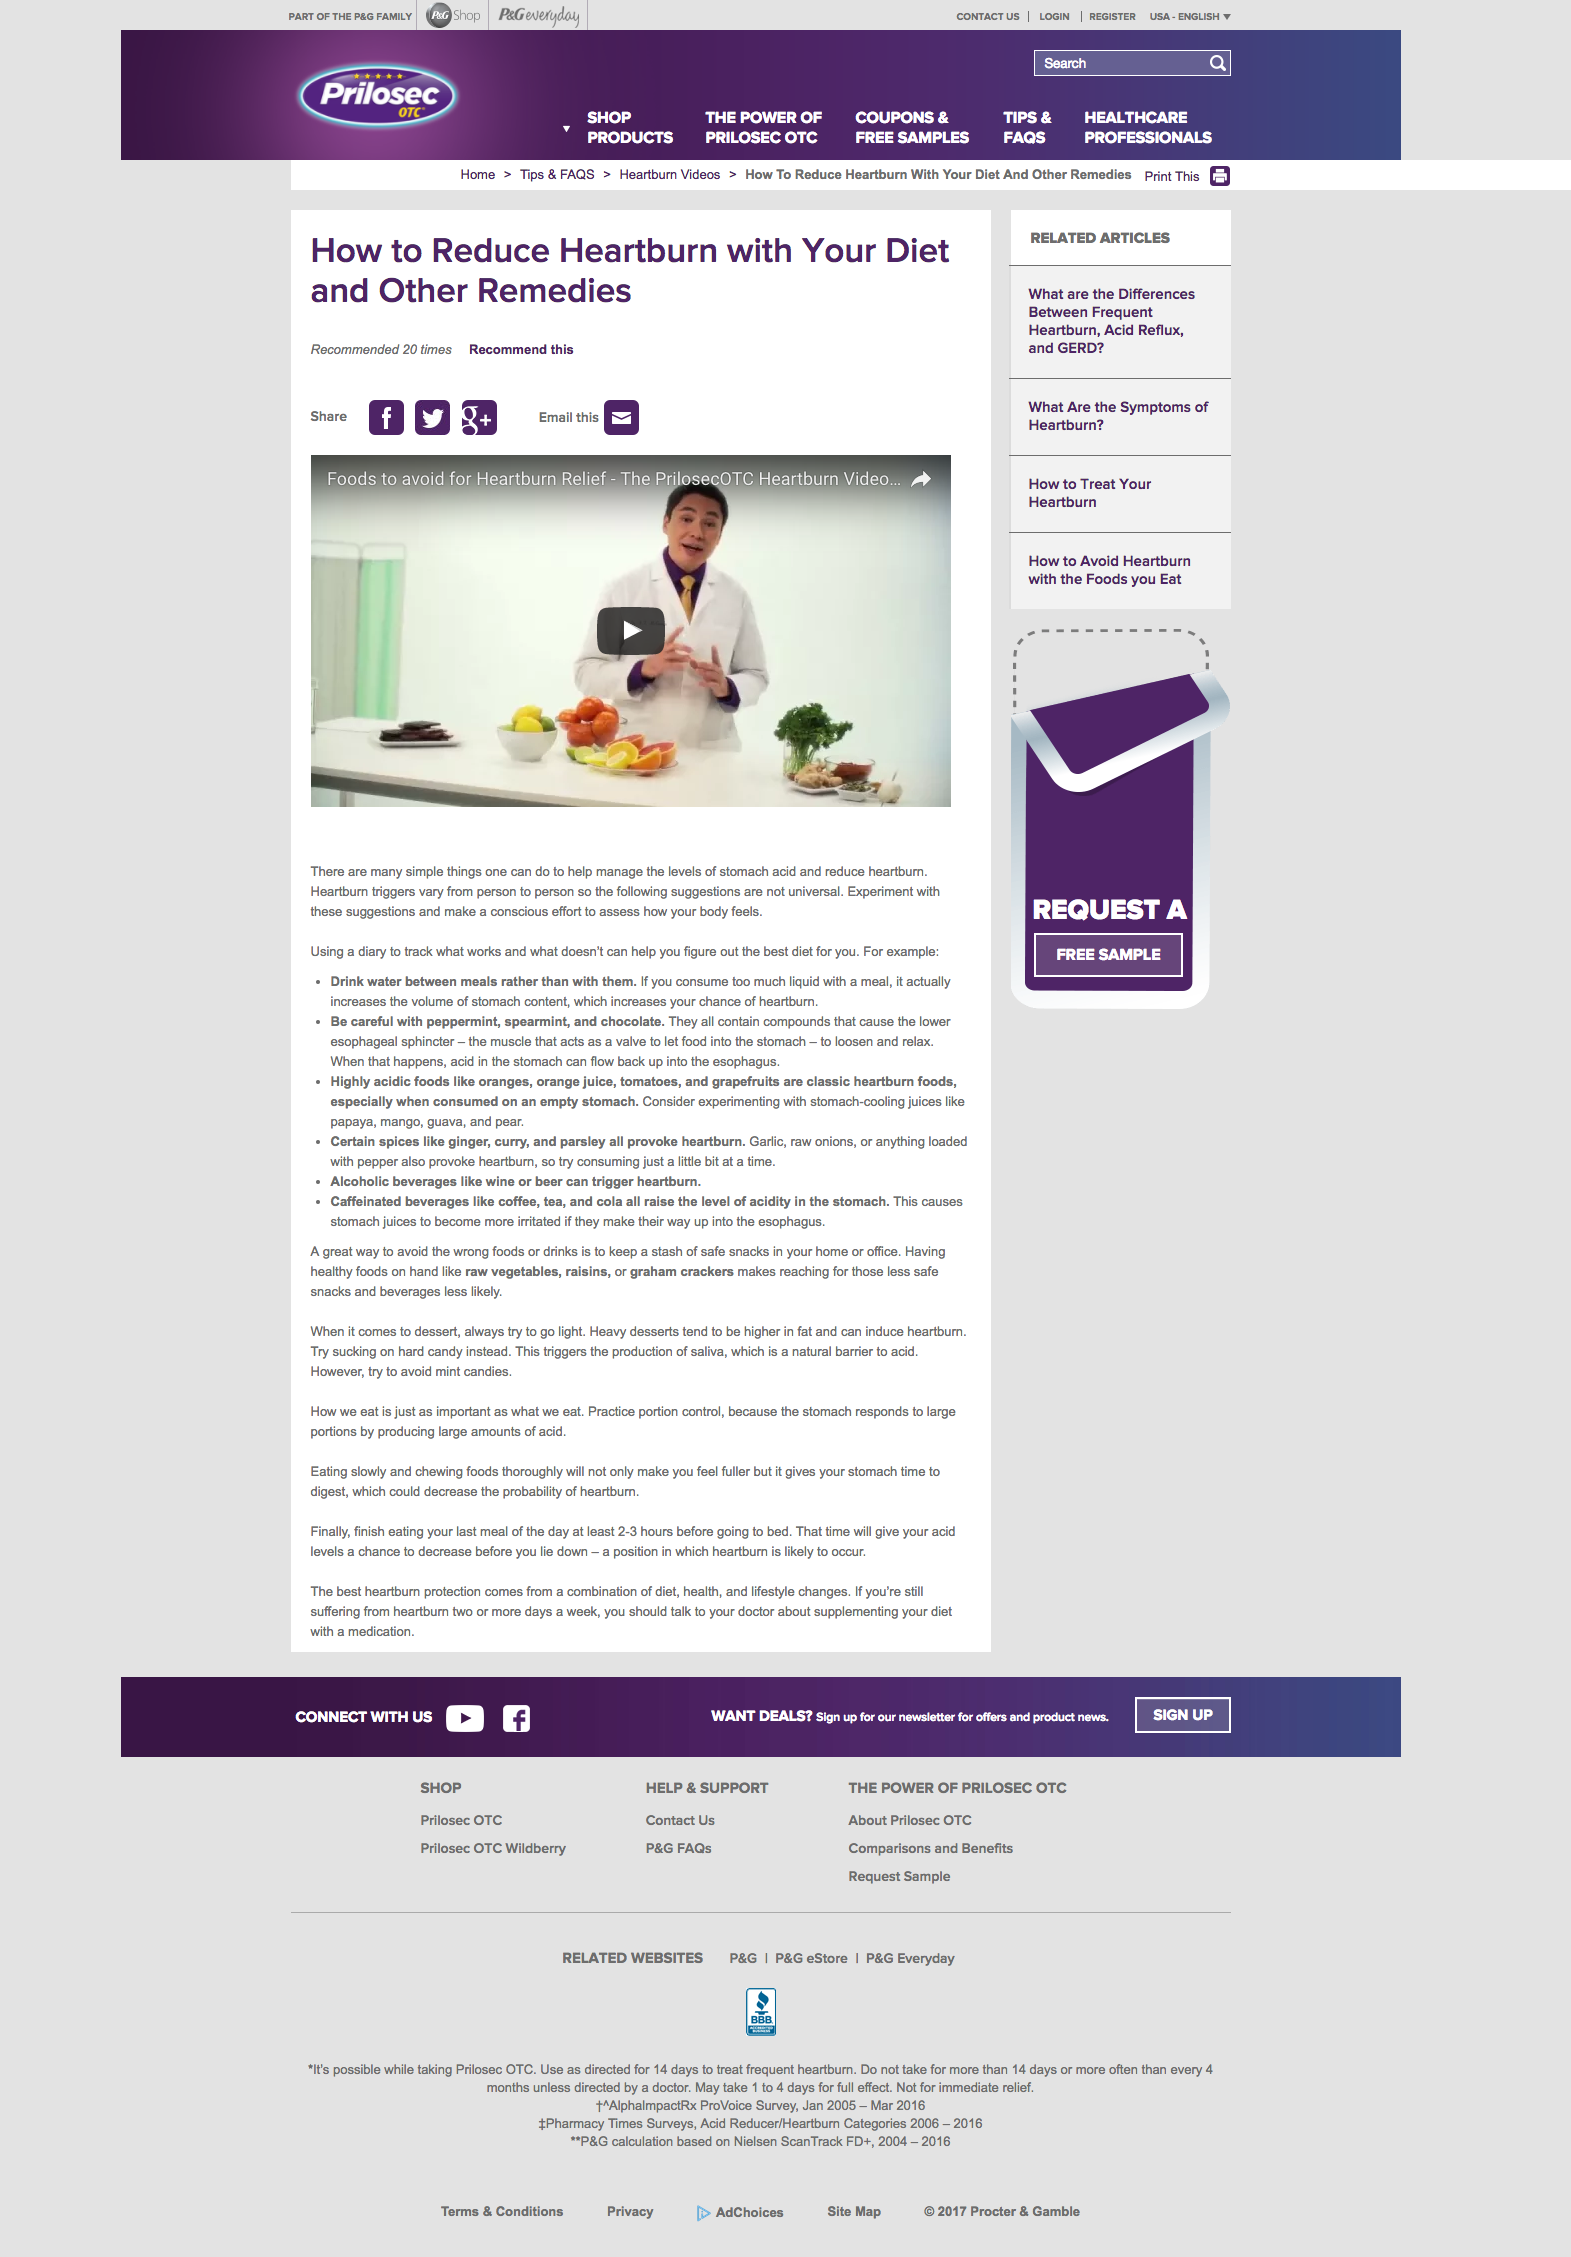 PART OF THE P&G FAMILY
P&G Shop
P&G everyday
CONTACT US | LOGIN | REGISTER USA - ENGLISH
Prilosec
OTC
Search
SHOP
PRODUCTS
THE POWER OF
PRILOSEC OTC
COUPONS &
FREE SAMPLES
TIPS &
FAQS
HEALTHCARE
PROFESSIONALS
Home > Tips & FAQS > Heartburn Videos > How To Reduce Heartburn With Your Diet And Other Remedies Print This
How to Reduce Heartburn with Your Diet
and Other Remedies
Recommended 20 times Recommend this
Share
Email this
Foods to avoid for Heartburn Relief - The PrilosecOTC Heartburn Video...
There are many simple things one can do to help manage the levels of stomach acid and reduce heartburn.
Heartburn triggers vary from person to person so the following suggestions are not universal. Experiment with
these suggestions and make a conscious effort to assess how your body feels.
Using a diary to track what works and what doesn't can help you figure out the best diet for you. For example:
• Drink water between meals rather than with them. If you consume too much liquid with a meal, it actually
increases the volume of stomach content, which increases your chance of heartburn.
• Be careful with peppermint, spearmint, and chocolate. They all contain compounds that cause the lower
esophageal sphincter – the muscle that acts as a valve to let food into the stomach – to loosen and relax.
When that happens, acid in the stomach can flow back up into the esophagus.
• Highly acidic foods like oranges, orange juice, tomatoes, and grapefruits are classic heartburn foods,
especially when consumed on an empty stomach. Consider experimenting with stomach-cooling juices like
papaya, mango, guava, and pear.
• Certain spices like ginger, curry, and parsley all provoke heartburn. Garlic, raw onions, or anything loaded
with pepper also provoke heartburn, so try consuming just a little bit at a time.
• Alcoholic beverages like wine or beer can trigger heartburn.
• Caffeinated beverages like coffee, tea, and cola all raise the level of acidity in the stomach. This causes
stomach juices to become more irritated if they make their way up into the esophagus.
A great way to avoid the wrong foods or drinks is to keep a stash of safe snacks in your home or office. Having
healthy foods on hand like raw vegetables, raisins, or graham crackers makes reaching for those less safe
snacks and beverages less likely.
When it comes to dessert, always try to go light. Heavy desserts tend to be higher in fat and can induce heartburn.
Try sucking on hard candy instead. This triggers the production of saliva, which is a natural barrier to acid.
However, try to avoid mint candies.
How we eat is just as important as what we eat. Practice portion control, because the stomach responds to large
portions by producing large amounts of acid.
Eating slowly and chewing foods thoroughly will not only make you feel fuller but it gives your stomach time to
digest, which could decrease the probability of heartburn.
Finally, finish eating your last meal of the day at least 2-3 hours before going to bed. That time will give your acid
levels a chance to decrease before you lie down – a position in which heartburn is likely to occur.
The best heartburn protection comes from a combination of diet, health, and lifestyle changes. If you're still
suffering from heartburn two or more days a week, you should talk to your doctor about supplementing your diet
with a medication.
RELATED ARTICLES
What are the Differences
Between Frequent
Heartburn, Acid Reflux,
and GERD?
What Are the Symptoms of
Heartburn?
How to Treat Your
Heartburn
How to Avoid Heartburn
with the Foods you Eat
REQUEST A
FREE SAMPLE
CONNECT WITH US
WANT DEALS? Sign up for our newsletter for offers and product news.
SIGN UP
SHOP
Prilosec OTC
Prilosec OTC Wildberry
HELP & SUPPORT
Contact Us
P&G FAQs
THE POWER OF PRILOSEC OTC
About Prilosec OTC
Comparisons and Benefits
Request Sample
RELATED WEBSITES P&G | P&G eStore | P&G Everyday
BBB
ACCREDITED
BUSINESS
*It's possible while taking Prilosec OTC. Use as directed for 14 days to treat frequent heartburn. Do not take for more than 14 days or more often than every 4
months unless directed by a doctor. May take 1 to 4 days for full effect. Not for immediate relief.
†^AlphaImpactRx ProVoice Survey, Jan 2005 – Mar 2016
‡Pharmacy Times Surveys, Acid Reducer/Heartburn Categories 2006 – 2016
**P&G calculation based on Nielsen ScanTrack FD+, 2004 – 2016
Terms & Conditions Privacy AdChoices Site Map © 2017 Procter & Gamble